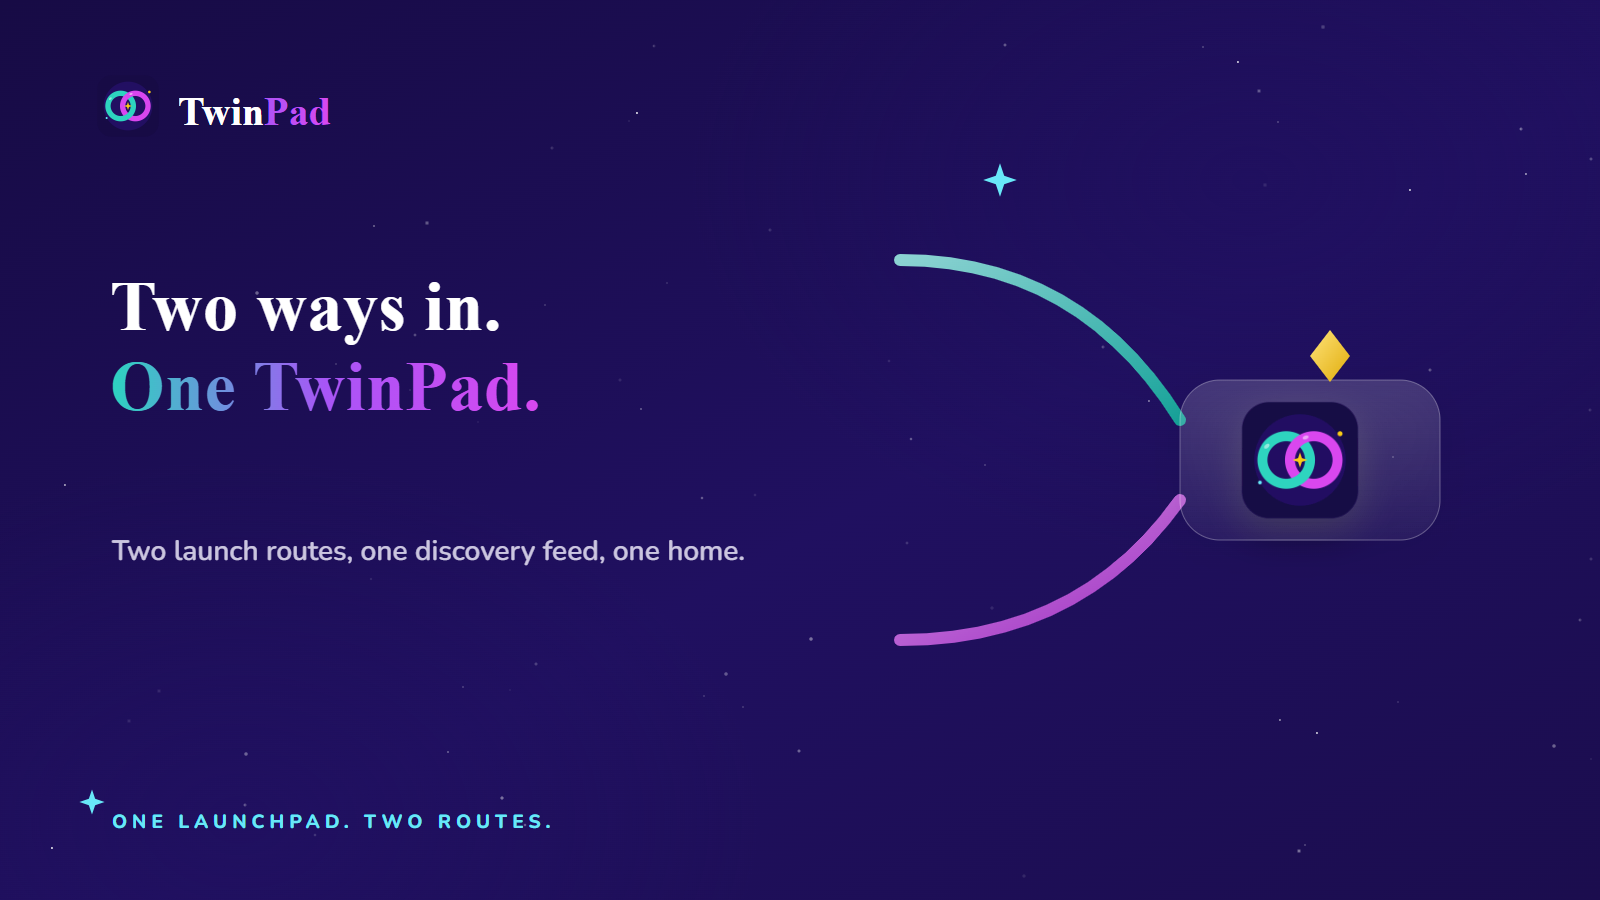 TwinPad
Two ways in.
One TwinPad.
Two launch routes, one discovery feed, one home.
ONE LAUNCHPAD. TWO ROUTES.